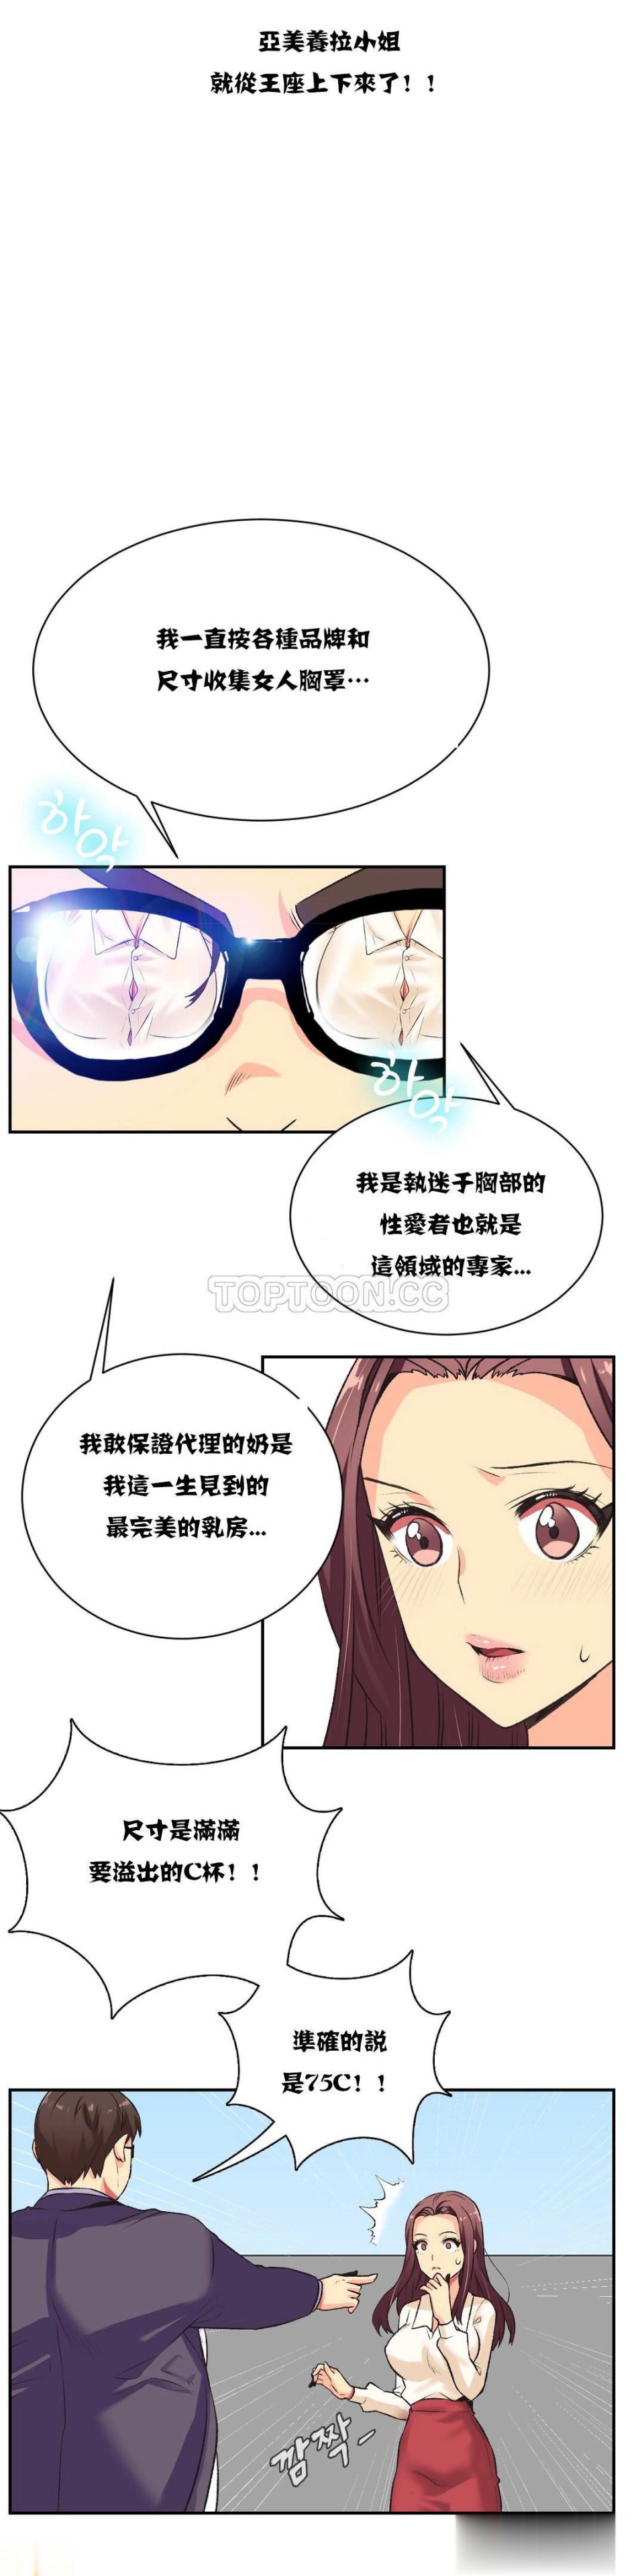 亞美養拉小姐
就從王座上下來了！！
我一直按各種品牌和
尺寸收集女人胸罩…
하악
하악
我是執迷于胸部的
性愛者也就是
這領域的專家...
TOPTOON.CC
我敢保證代理的奶是
我這一生見到的
最完美的乳房...
尺寸是滿滿
要溢出的C杯！！
準確的説
是75C！！
깜짝